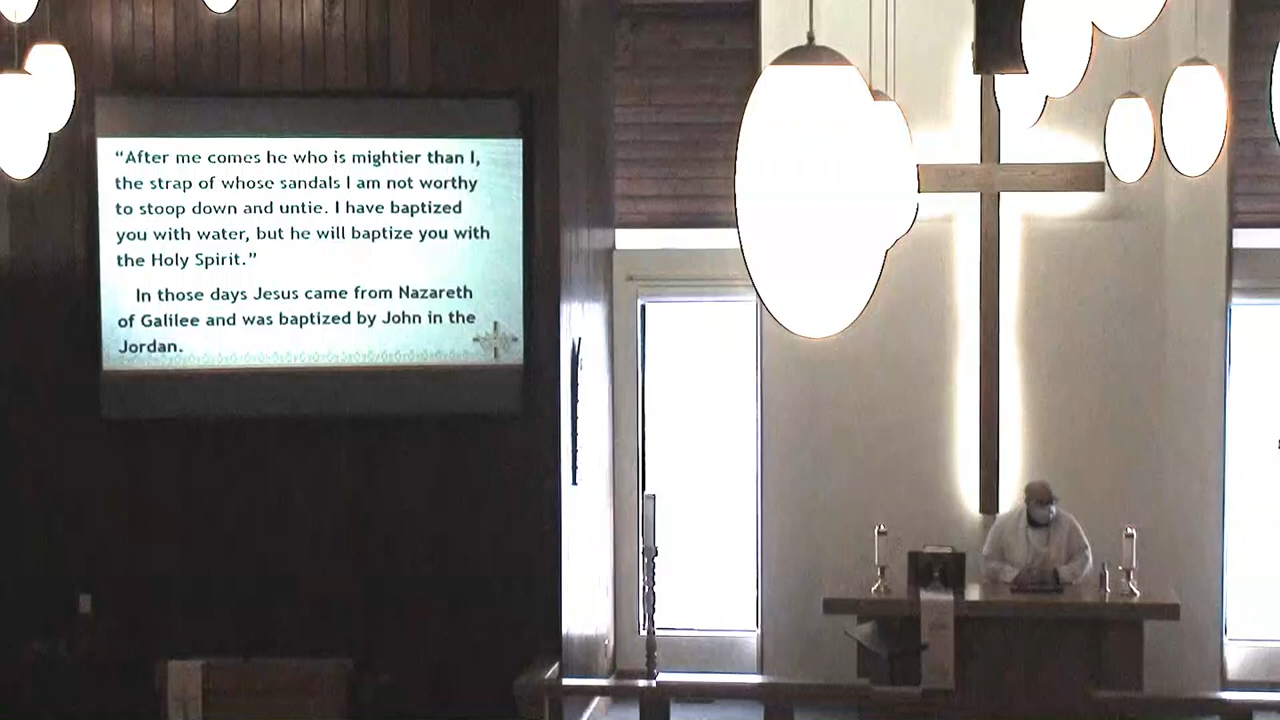 “After me comes he who is mightier than I,
the strap of whose sandals I am not worthy
to stoop down and untie. I have baptized
you with water, but he will baptize you with
the Holy Spirit.”
In those days Jesus came from Nazareth
of Galilee and was baptized by John in the
Jordan.